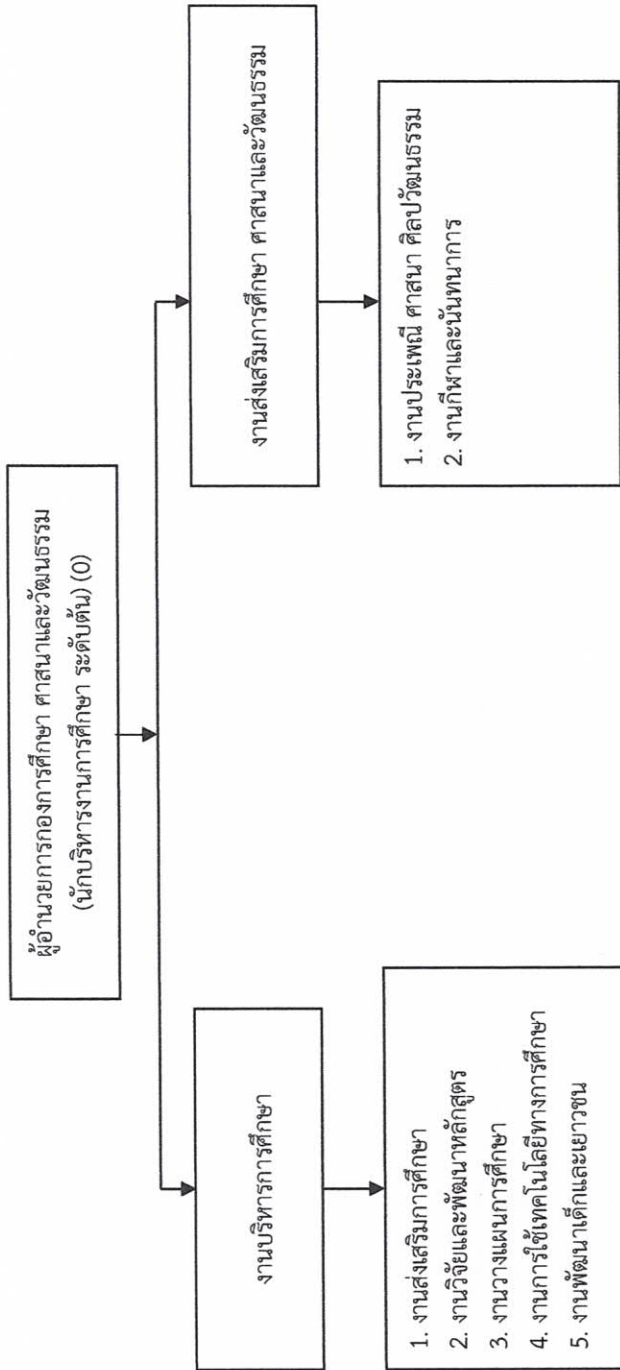 ผู้อำนวยการกองการศึกษา ศาสนาและวัฒนธรรม
(นักบริหารงานการศึกษา ระดับต้น) (0)
งานบริหารการศึกษา
1. งานส่งเสริมการศึกษา
2. งานวิจัยและพัฒนาหลักสูตร
3. งานวางแผนการศึกษา
4. งานการใช้เทคโนโลยีทางการศึกษา
5. งานพัฒนาเด็กและเยาวชน
งานส่งเสริมการศึกษา ศาสนาและวัฒนธรรม
1. งานประเพณี ศาสนา ศิลปวัฒนธรรม
2. งานกีฬาและนันทนาการ